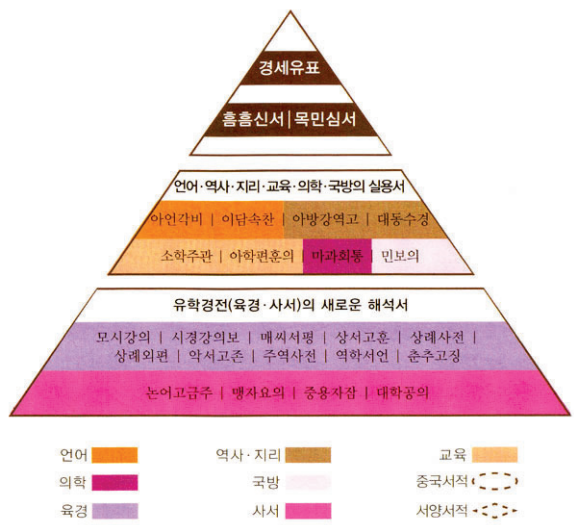 경세유표
흠흠신서 | 목민심서
언어·역사·지리·교육·의학·국방의 실용서
아언각비 | 이담속찬 | 아방강역고 | 대동수경
소학주관 | 아학편훈의 | 마과회통 | 민보의
유학경전(육경·사서)의 새로운 해석서
모시강의 | 시경강의보 | 매씨서평 | 상서고훈 | 상례사전 |
상례외편 | 악서고존 | 주역사전 | 역학서언 | 춘추고징
논어고금주 | 맹자요의 | 중용자잠 | 대학공의
언어 역사·지리 교육
의학 국방 중국서적
육경 사서 서양서적